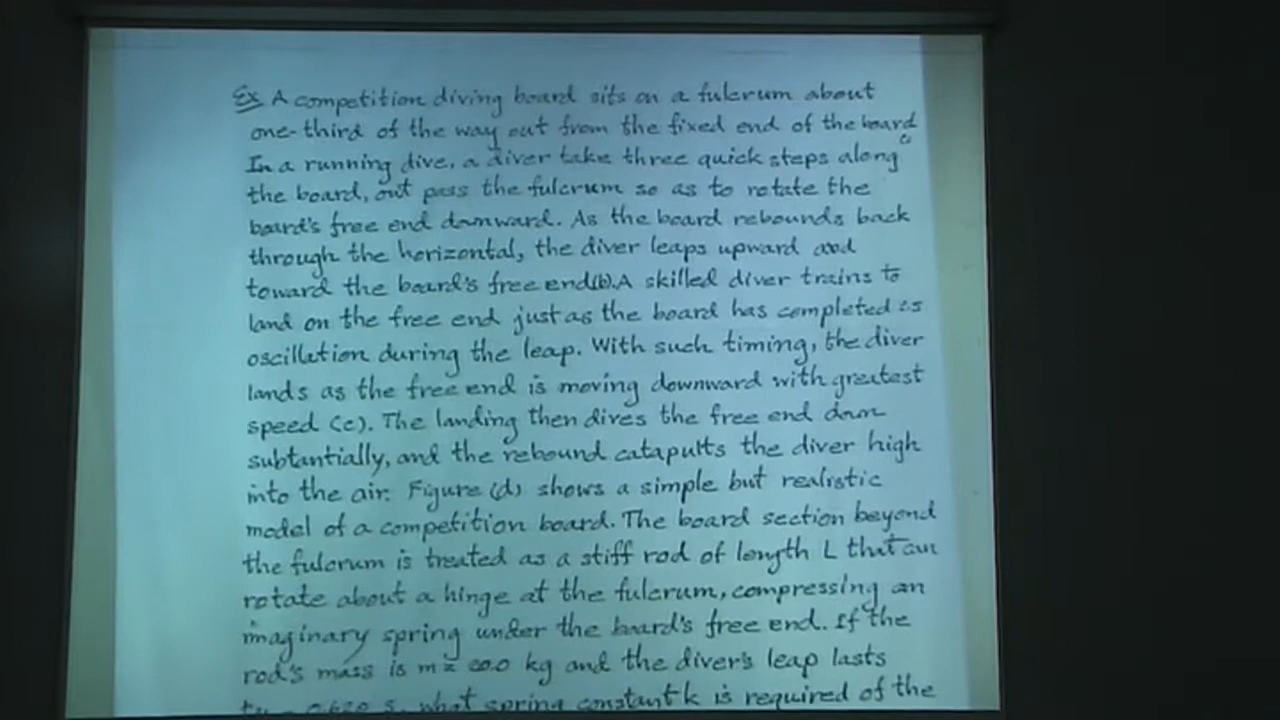 Ex A competition diving board sits on a fulcrum about
one-third of the way out from the fixed end of the board
In a running dive, a diver take three quick steps along
the board, out pass the fulcrum so as to rotate the
board's free end downward. As the board rebounds back
through the horizontal, the diver leaps upward and
toward the board's free end(b). A skilled diver trains to
land on the free end just as the board has completed
oscillation during the leap. With such timing, the diver
lands as the free end is moving downward with greatest
speed (c). The landing then dives the free end down
subtantially, and the rebound catapults the diver high
into the air. Figure (d) shows a simple but realistic
model of a competition board. The board section beyond
the fulcrum is treated as a stiff rod of length L that can
rotate about a hinge at the fulcrum, compressing an
imaginary spring under the board's free end. If the
rod's mass is m = kg and the diver's leap lasts
s, what spring constant k is required of the